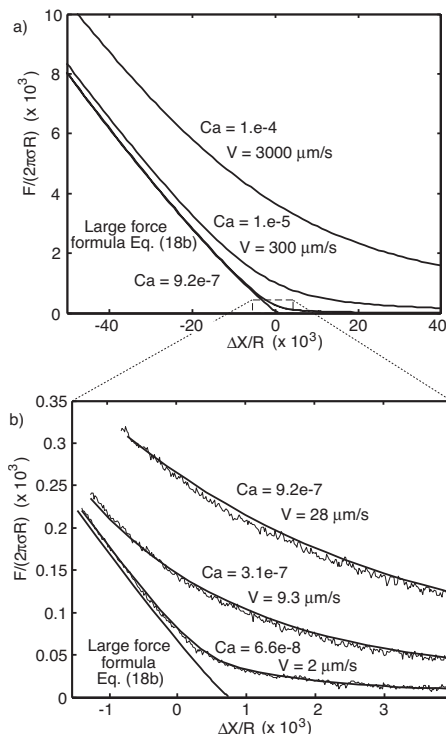 a)
10
8
6
4
2
0
F/(2πσR) (x 10³)
Ca = 1.e-4
V = 3000 μm/s
Ca = 1.e-5
V = 300 μm/s
Large force
formula Eq. (18b)
Ca = 9.2e-7
-40 -20 0 20 40
ΔX/R (x 10³)
b)
0.35
0.3
0.25
0.2
0.15
0.1
0.05
0
F/(2πσR) (x 10³)
Ca = 9.2e-7
V = 28 μm/s
Ca = 3.1e-7
V = 9.3 μm/s
Ca = 6.6e-8
V = 2 μm/s
Large force
formula
Eq. (18b)
-1 0 1 2 3
ΔX/R (x 10³)